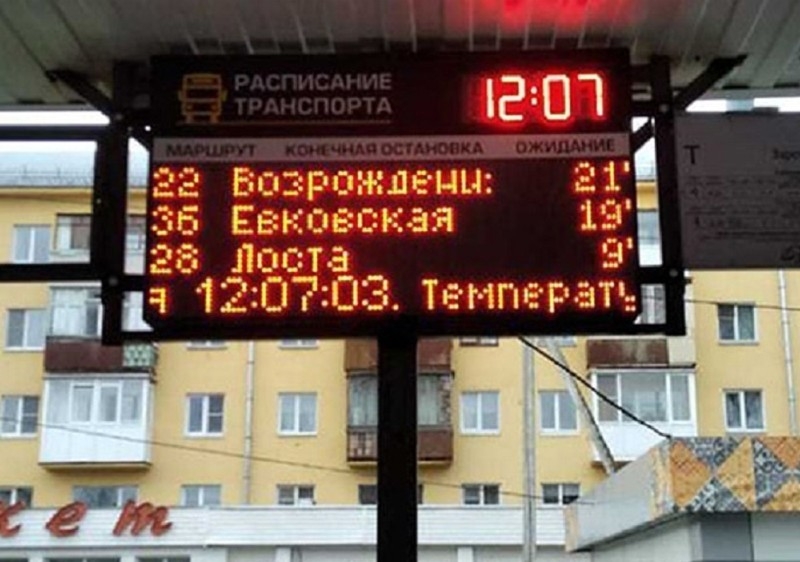 РАСПИСАНИЕ
ТРАНСПОРТА
12:07
МАРШРУТ КОНЕЧНАЯ ОСТАНОВКА ОЖИДАНИЕ
22 Возрождени: 21'
36 Евковская 19'
28 Лоста 9'
я 12:07:03. Температу
Т
кет